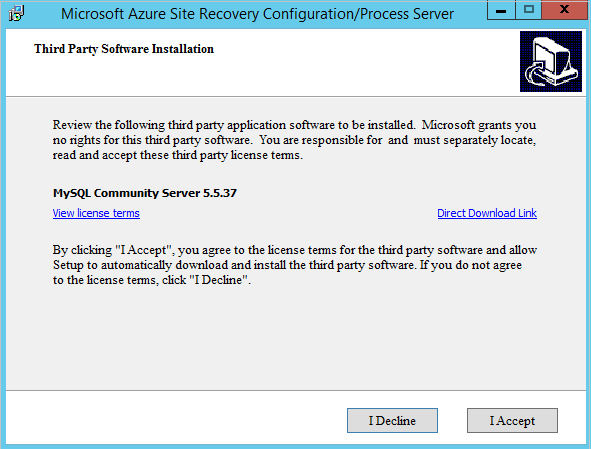 Microsoft Azure Site Recovery Configuration/Process Server
Third Party Software Installation
Review the following third party application software to be installed. Microsoft grants you
no rights for this third party software. You are responsible for and must separately locate,
read and accept these third party license terms.
MySQL Community Server 5.5.37
View license terms
Direct Download Link
By clicking "I Accept", you agree to the license terms for the third party software and allow
Setup to automatically download and install the third party software. If you do not agree
to the license terms, click "I Decline".
I Decline
I Accept